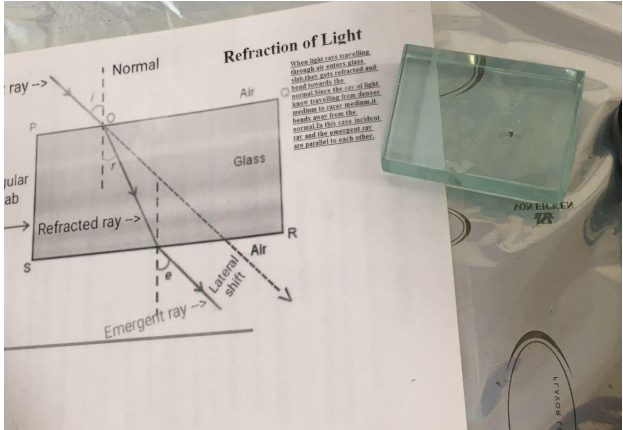 Refraction of Light
When light rays travelling
through air enters glass
slab,they gets refracted and
bend towards the
normal.Since the ray of light
know travelling from denser
medium to rarer medium,it
bends away from the
normal.In this case incident
ray and the emergent ray
are parallel to each other.
Normal
ray -->
i
Air
P
O
Q
r
Glass
gular
ab
Refracted ray -->
R
Air
S
e
Lateral
shift
Emergent ray -->